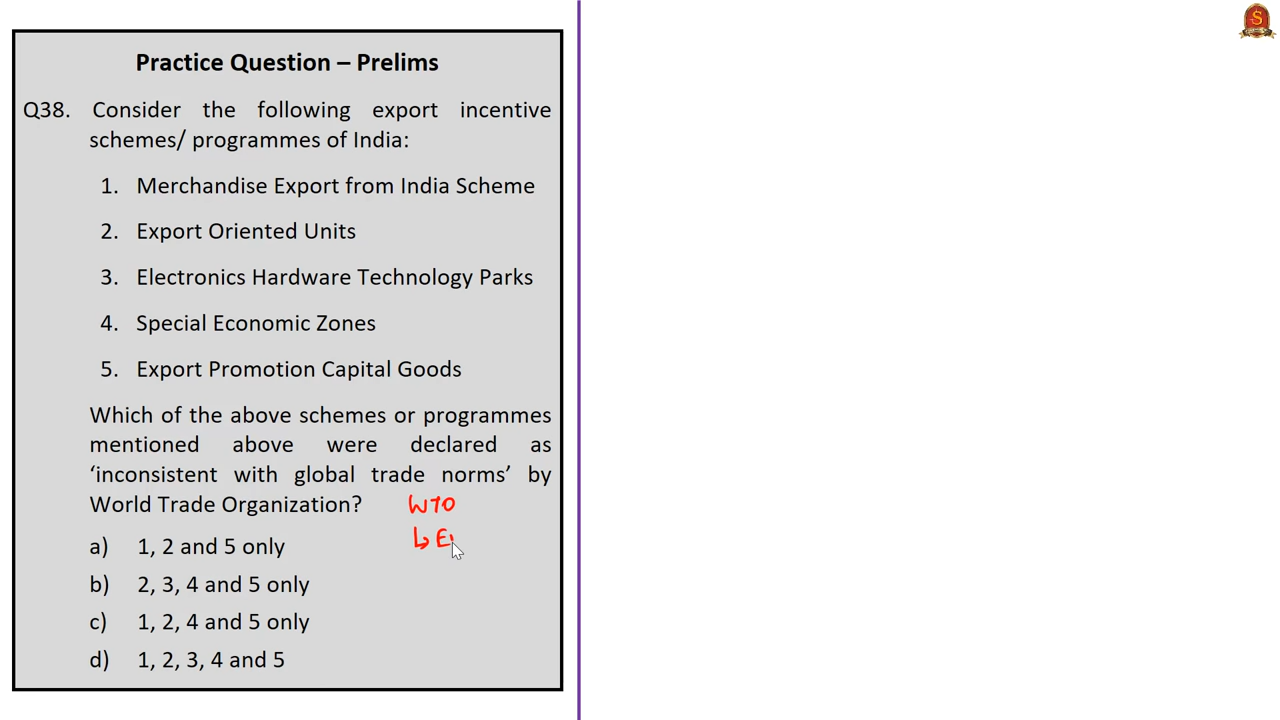 Practice Question – Prelims
Q38. Consider the following export incentive
schemes/ programmes of India:
1. Merchandise Export from India Scheme
2. Export Oriented Units
3. Electronics Hardware Technology Parks
4. Special Economic Zones
5. Export Promotion Capital Goods
Which of the above schemes or programmes
mentioned above were declared as
‘inconsistent with global trade norms’ by
World Trade Organization? WTO
a) 1, 2 and 5 only
b) 2, 3, 4 and 5 only
c) 1, 2, 4 and 5 only
d) 1, 2, 3, 4 and 5